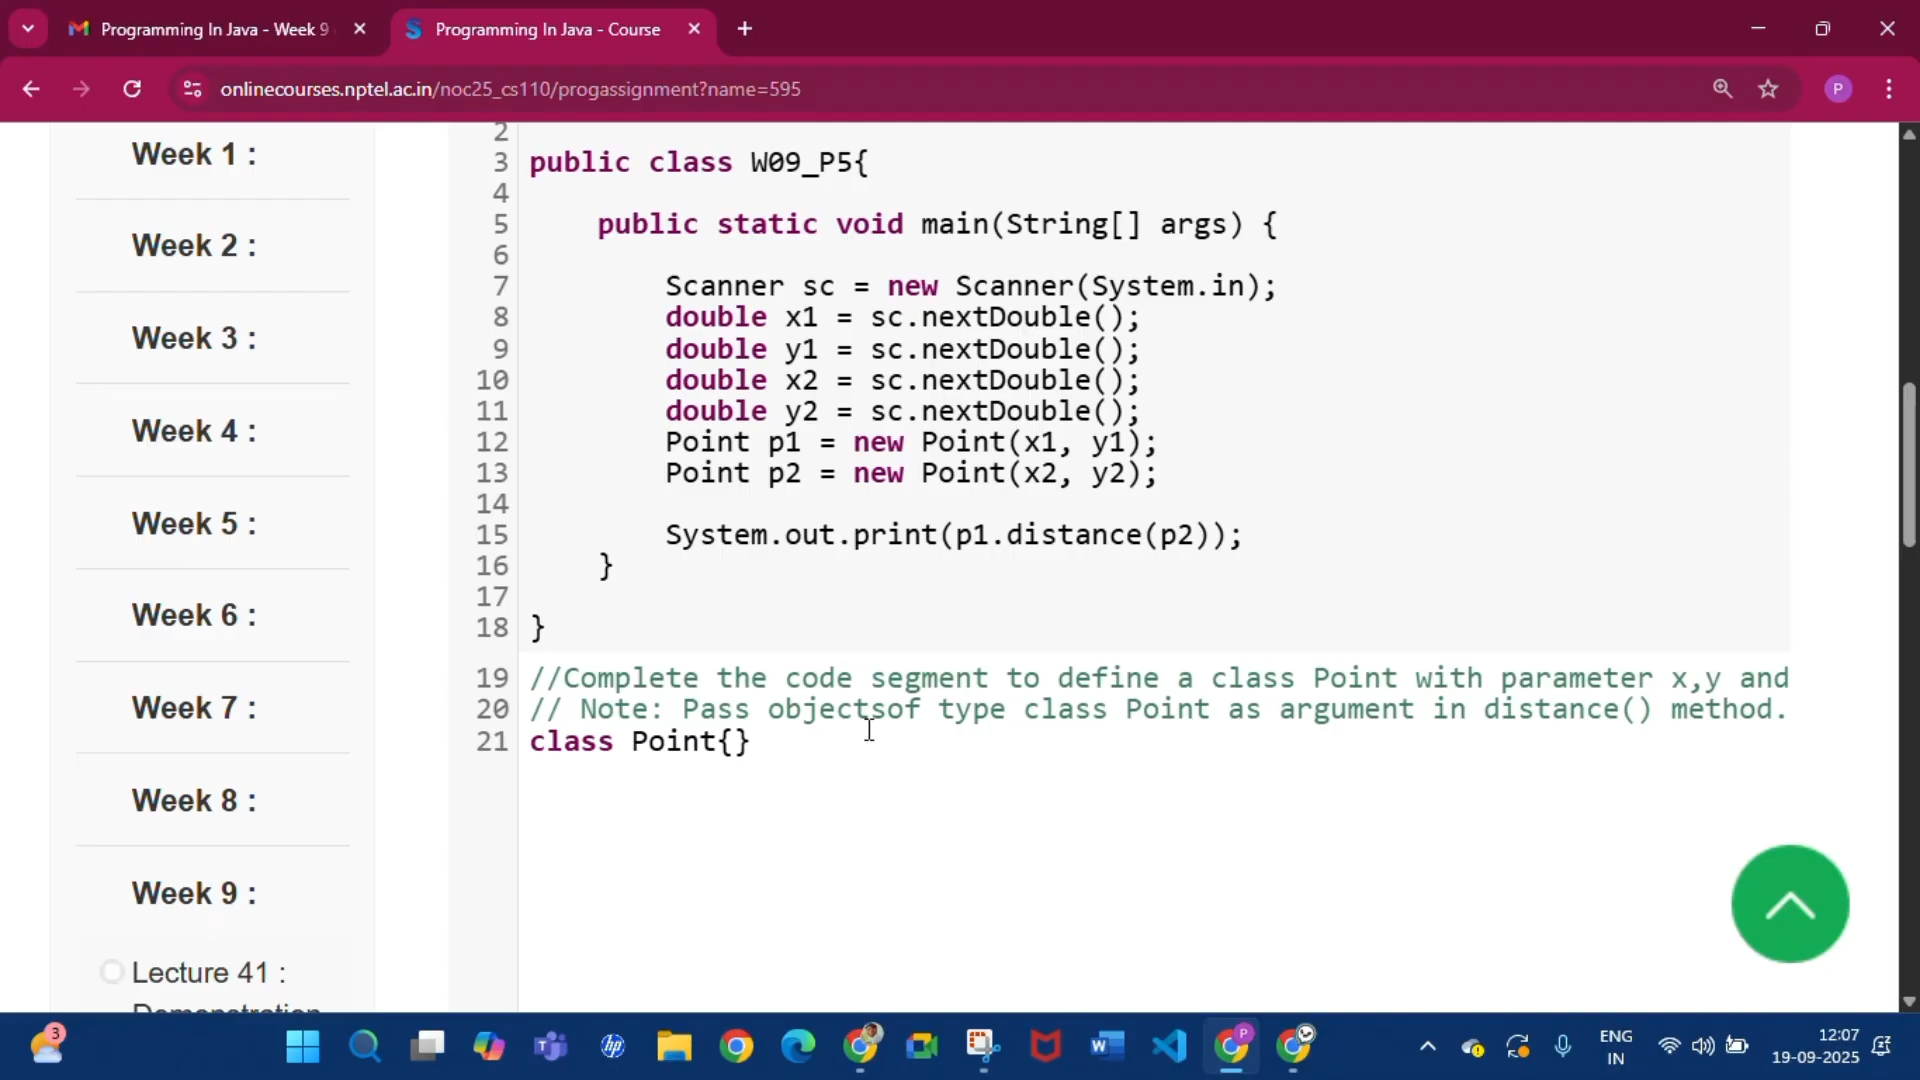 Programming In Java - Week 9
Programming In Java - Course
onlinecourses.nptel.ac.in/noc25_cs110/progassignment?name=595
P
Week 1 :
Week 2 :
Week 3 :
Week 4 :
Week 5 :
Week 6 :
Week 7 :
Week 8 :
Week 9 :
Lecture 41 :
Demonstration
2
3 public class W09_P5{
4
5 public static void main(String[] args) {
6
7 Scanner sc = new Scanner(System.in);
8 double x1 = sc.nextDouble();
9 double y1 = sc.nextDouble();
10 double x2 = sc.nextDouble();
11 double y2 = sc.nextDouble();
12 Point p1 = new Point(x1, y1);
13 Point p2 = new Point(x2, y2);
14
15 System.out.print(p1.distance(p2));
16 }
17
18 }
19 //Complete the code segment to define a class Point with parameter x,y and
20 // Note: Pass objectsof type class Point as argument in distance() method.
21 class Point{}
3
hp
W
P
ENG
IN
12:07
19-09-2025